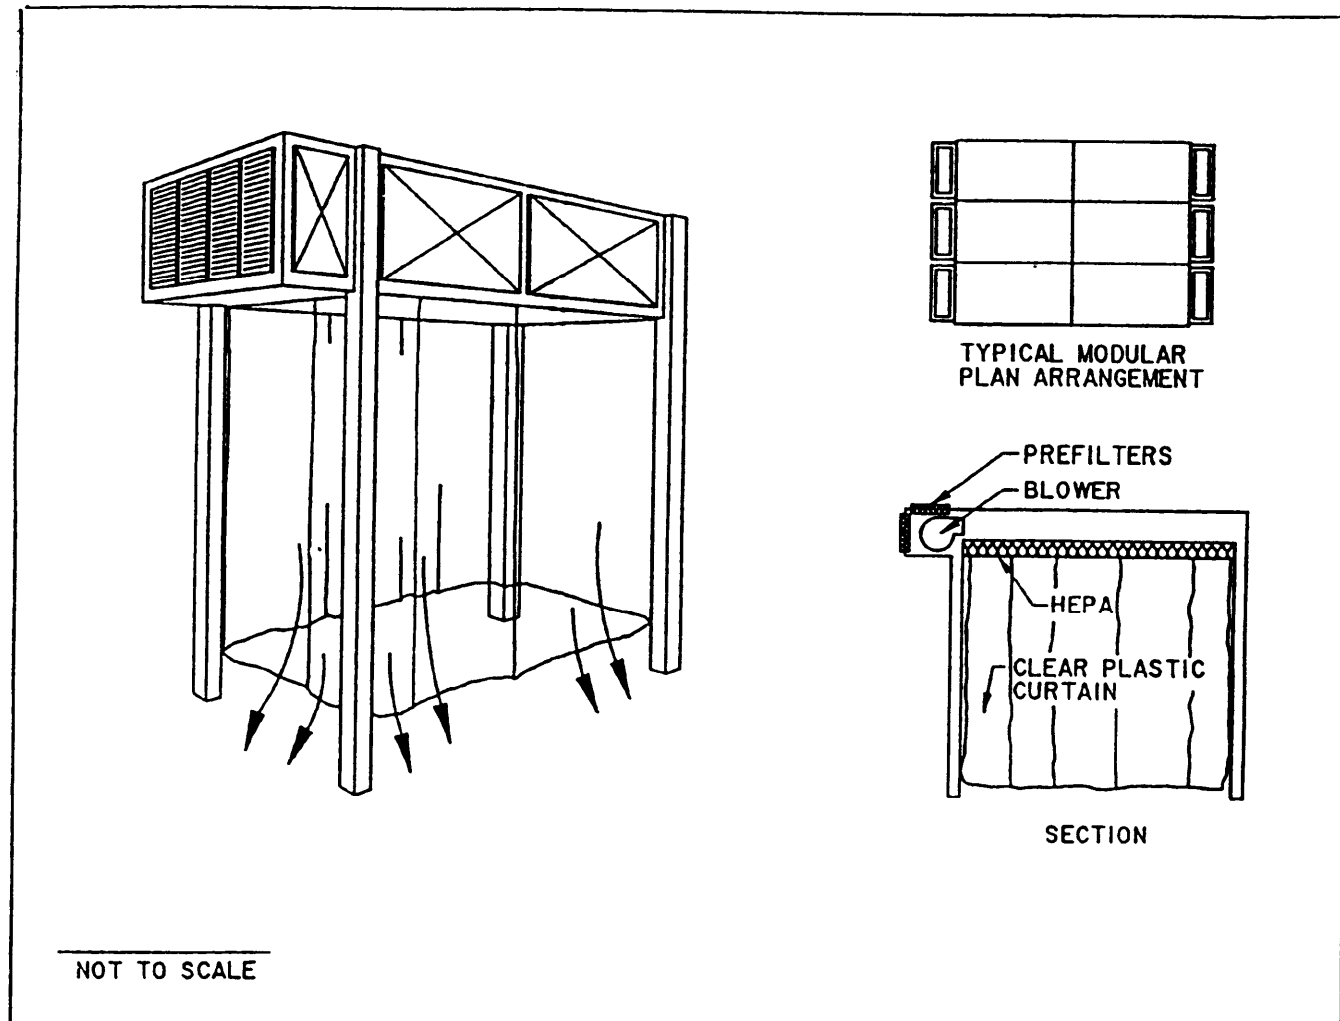 TYPICAL MODULAR
PLAN ARRANGEMENT
PREFILTERS
BLOWER
HEPA
CLEAR PLASTIC
CURTAIN
SECTION
NOT TO SCALE